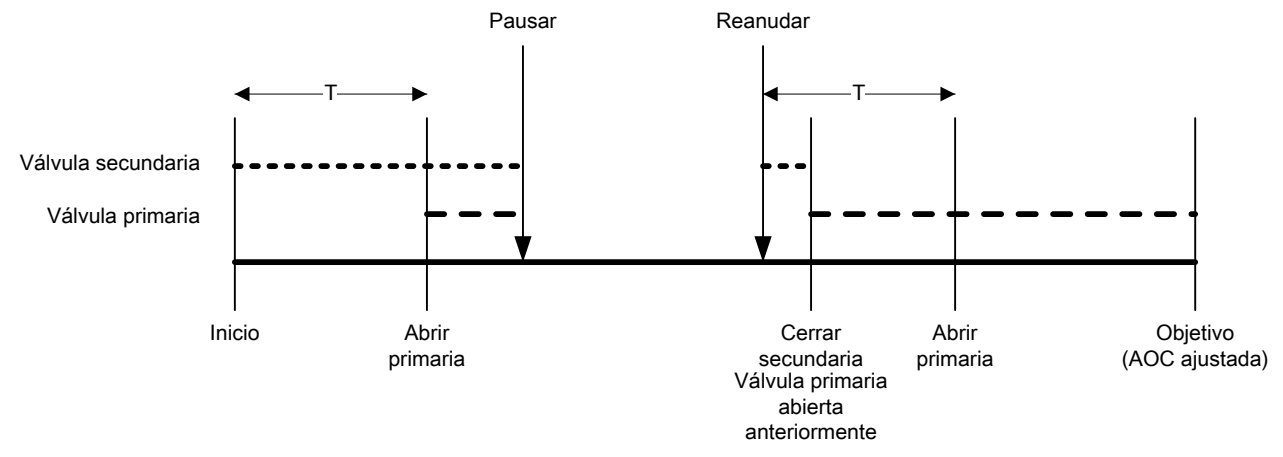 Pausar
Reanudar
T
T
Válvula secundaria
Válvula primaria
Inicio
Abrir
primaria
Cerrar
secundaria
Válvula primaria
abierta
anteriormente
Abrir
primaria
Objetivo
(AOC ajustada)